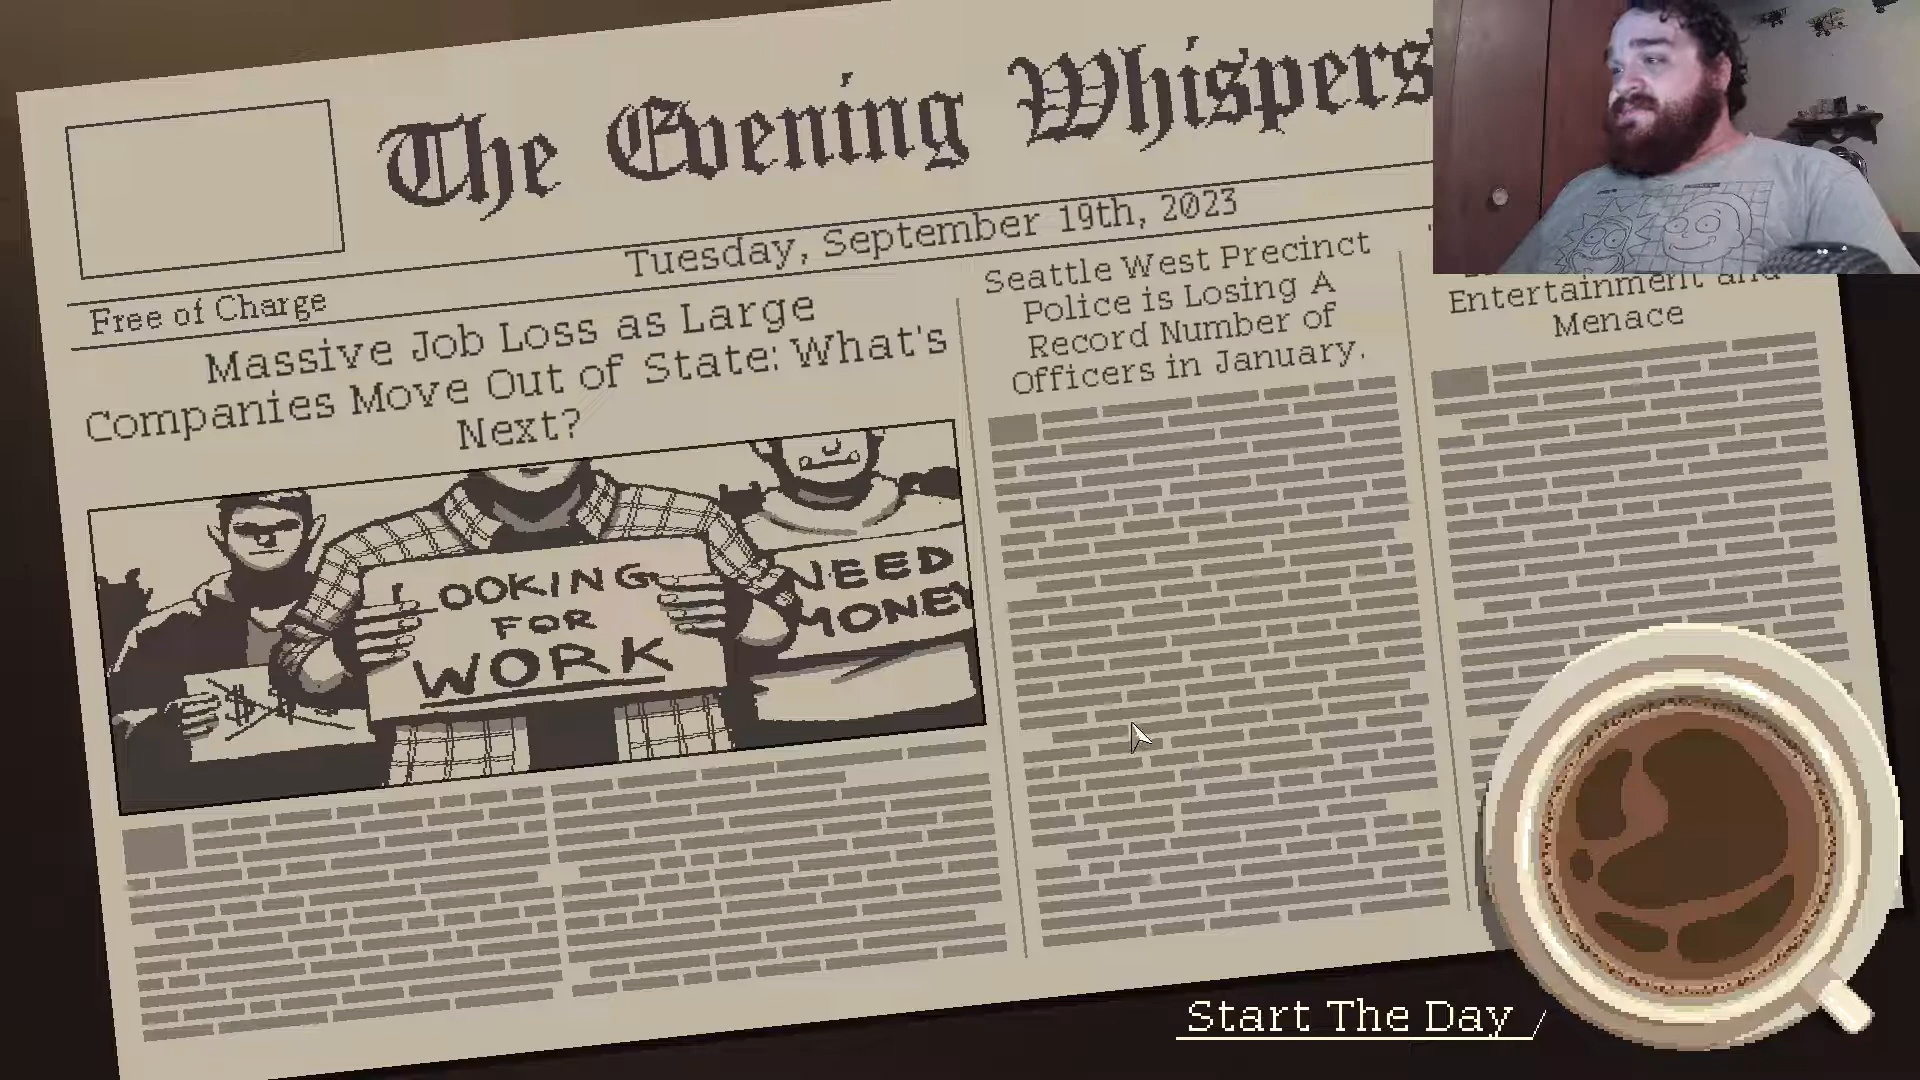 The Evening Whispers
Tuesday, September 19th, 2023
Free of Charge
Massive Job Loss as Large
Companies Move Out of State: What's
Next?
LOOKING
FOR
WORK
NEED
MONEY
Seattle West Precinct
Police is Losing A
Record Number of
Officers in January.
Entertainment and
Menace
Start The Day